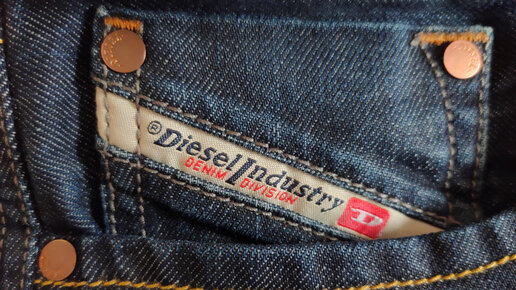 ® Diesel Industry
DENIM DIVISION
D